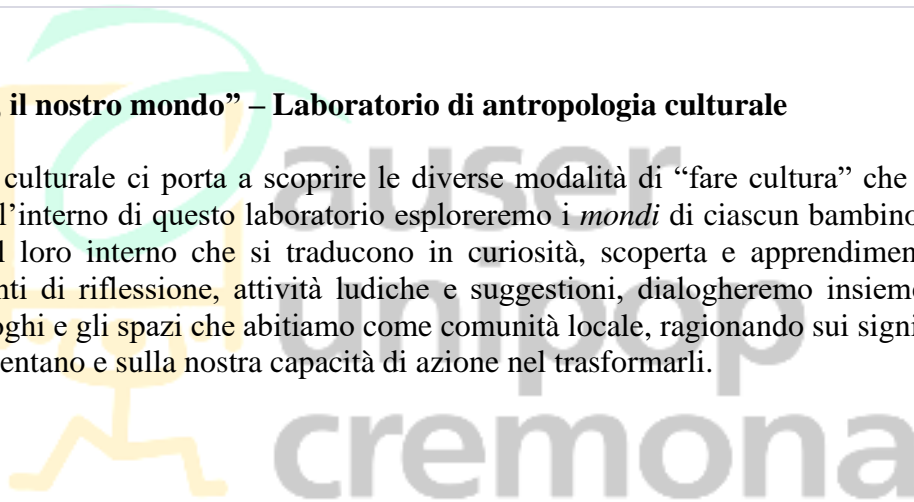 il nostro mondo” – Laboratorio di antropologia culturale
culturale ci porta a scoprire le diverse modalità di “fare cultura” che
l’interno di questo laboratorio esploreremo i mondi di ciascun bambino
l loro interno che si traducono in curiosità, scoperta e apprendimen
nti di riflessione, attività ludiche e suggestioni, dialogheremo insieme
oghi e gli spazi che abitiamo come comunità locale, ragionando sui signi
entano e sulla nostra capacità di azione nel trasformarli.
auser
unipop
cremona